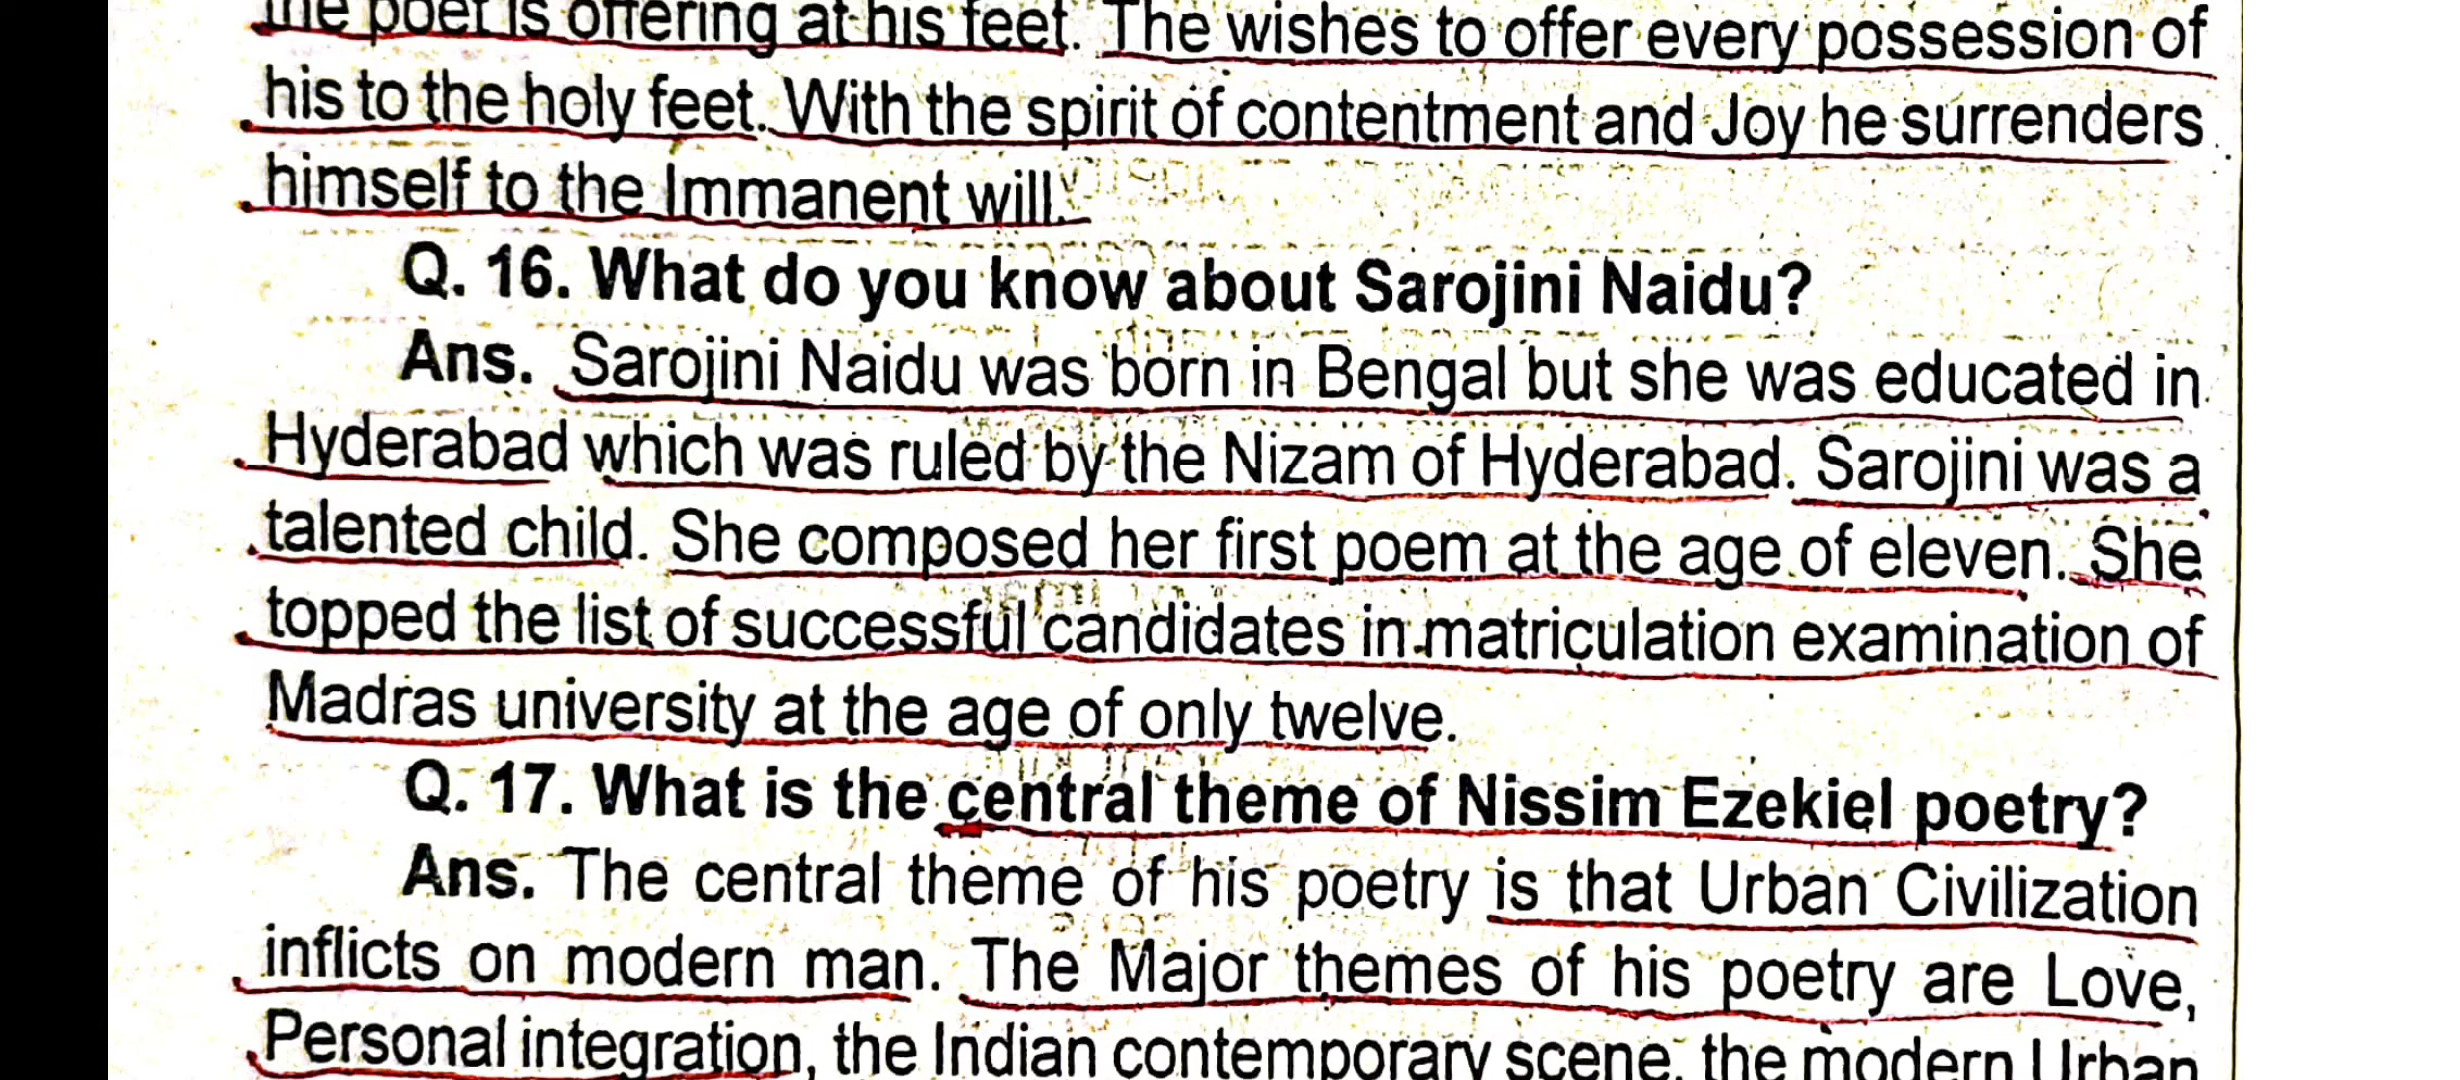 the poet is offering at his feet. The wishes to offer every possession of
his to the holy feet. With the spirit of contentment and Joy he surrenders
himself to the Immanent will.
Q. 16. What do you know about Sarojini Naidu?
Ans. Sarojini Naidu was born in Bengal but she was educated in
Hyderabad which was ruled by the Nizam of Hyderabad. Sarojini was a
talented child. She composed her first poem at the age of eleven. She
topped the list of successful candidates in matriculation examination of
Madras university at the age of only twelve.
Q. 17. What is the central theme of Nissim Ezekiel poetry?
Ans. The central theme of his poetry is that Urban Civilization
inflicts on modern man. The Major themes of his poetry are Love,
Personal integration, the Indian contemporary scene, the modern Urban